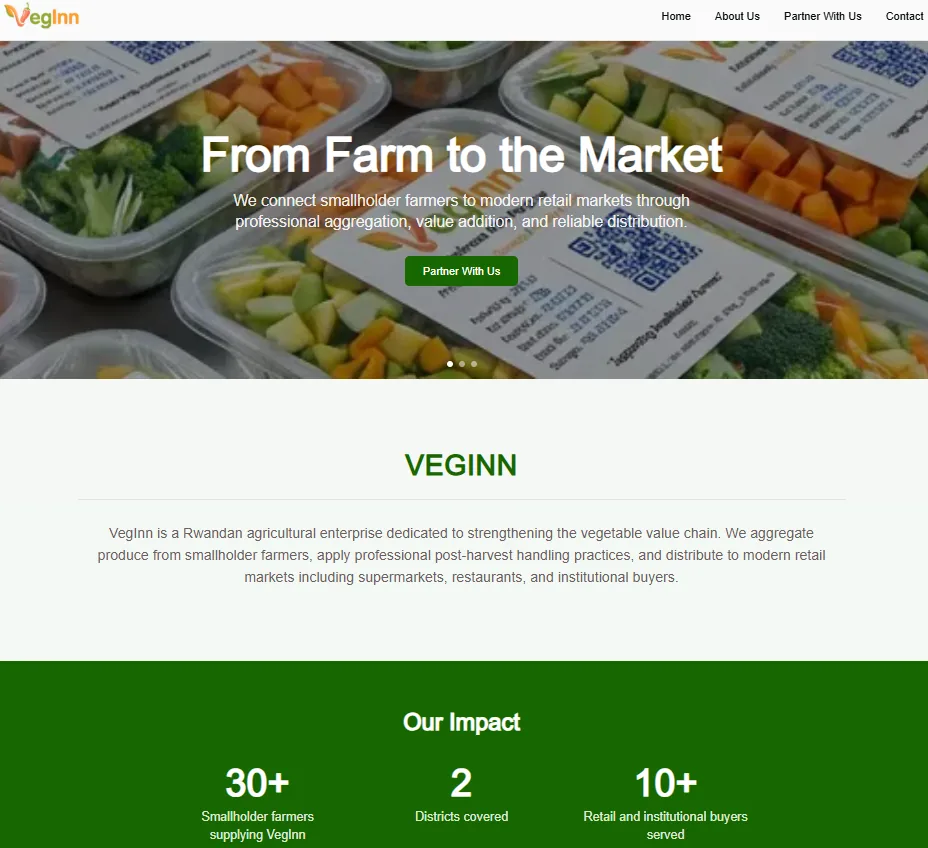 VegInn
Home
About Us
Partner With Us
Contact
From Farm to the Market
We connect smallholder farmers to modern retail markets through
professional aggregation, value addition, and reliable distribution.
Partner With Us
VEGINN
VegInn is a Rwandan agricultural enterprise dedicated to strengthening the vegetable value chain. We aggregate
produce from smallholder farmers, apply professional post-harvest handling practices, and distribute to modern retail
markets including supermarkets, restaurants, and institutional buyers.
Our Impact
30+
Smallholder farmers
supplying VegInn
2
Districts covered
10+
Retail and institutional buyers
served